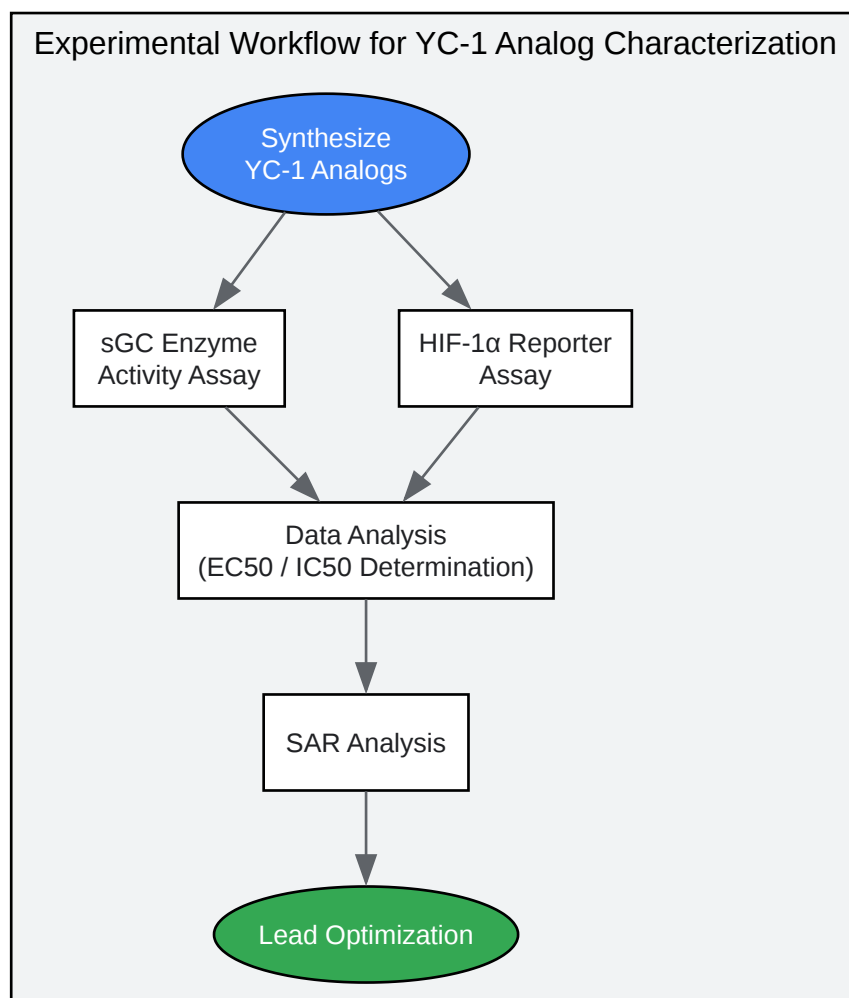 Experimental Workflow for YC-1 Analog Characterization
Synthesize
YC-1 Analogs
sGC Enzyme
Activity Assay
HIF-1α Reporter
Assay
Data Analysis
(EC50 / IC50 Determination)
SAR Analysis
Lead Optimization